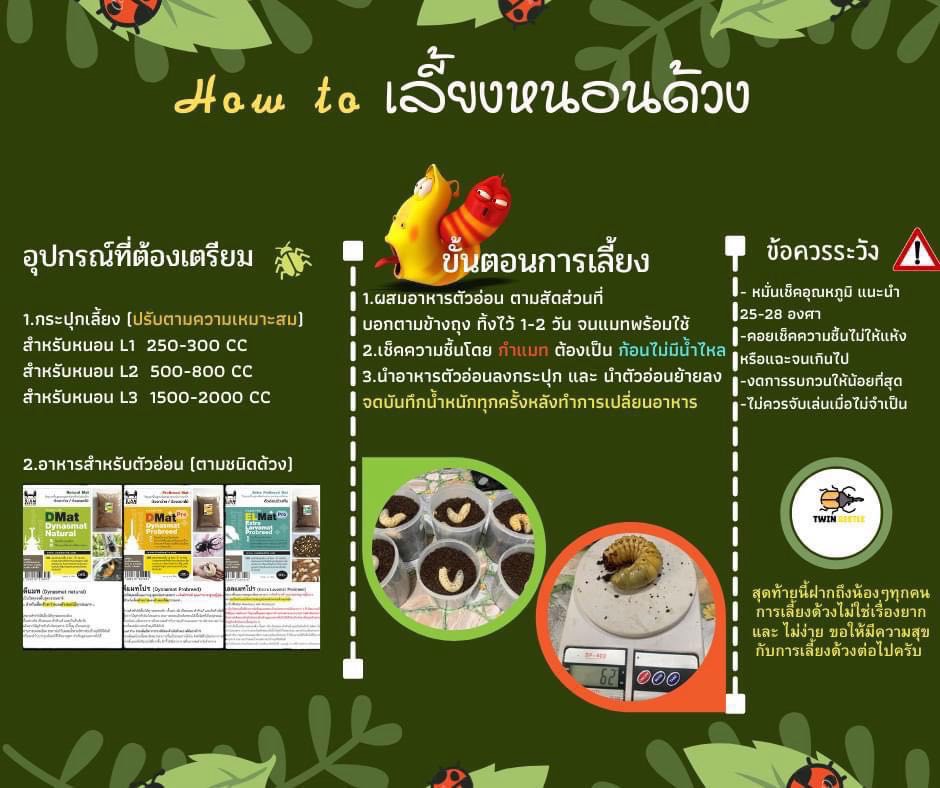 How to เลี้ยงหนอนด้วง
อุปกรณ์ที่ต้องเตรียม
1.กระปุกเลี้ยง (ปรับตามความเหมาะสม)
สำหรับหนอน L1 250-300 CC
สำหรับหนอน L2 500-800 CC
สำหรับหนอน L3 1500-2000 CC
2.อาหารสำหรับตัวอ่อน (ตามชนิดด้วง)
DMat
Dynasmat
Natural
ดีแมท (Dynasmat natural)
DMat Pro
Dynasmat
Probreed
ดีแมทโปร (Dynasmat Probreed)
ELMat Pro
Extra
Larvamat
Probreed
ขั้นตอนการเลี้ยง
1.ผสมอาหารตัวอ่อน ตามสัดส่วนที่
บอกตามข้างถุง ทิ้งไว้ 1-2 วัน จนแมทพร้อมใช้
2.เช็คความชื้นโดย กำแมท ต้องเป็น ก้อนไม่มีน้ำไหล
3.นำอาหารตัวอ่อนลงกระปุก และ นำตัวอ่อนย้ายลง
จดบันทึกน้ำหนักทุกครั้งหลังทำการเปลี่ยนอาหาร
SF-400
62
ข้อควรระวัง
- หมั่นเช็คอุณหภูมิ แนะนำ
25-28 องศา
-คอยเช็คความชื้นไม่ให้แห้ง
หรือแฉะจนเกินไป
-งดการรบกวนให้น้อยที่สุด
-ไม่ควรจับเล่นเมื่อไม่จำเป็น
TWIN BEETLE
สุดท้ายนี้ฝากถึงน้องๆทุกคน
การเลี้ยงด้วงไม่ใช่เรื่องยาก
และ ไม่ง่าย ขอให้มีความสุข
กับการเลี้ยงด้วงต่อไปครับ